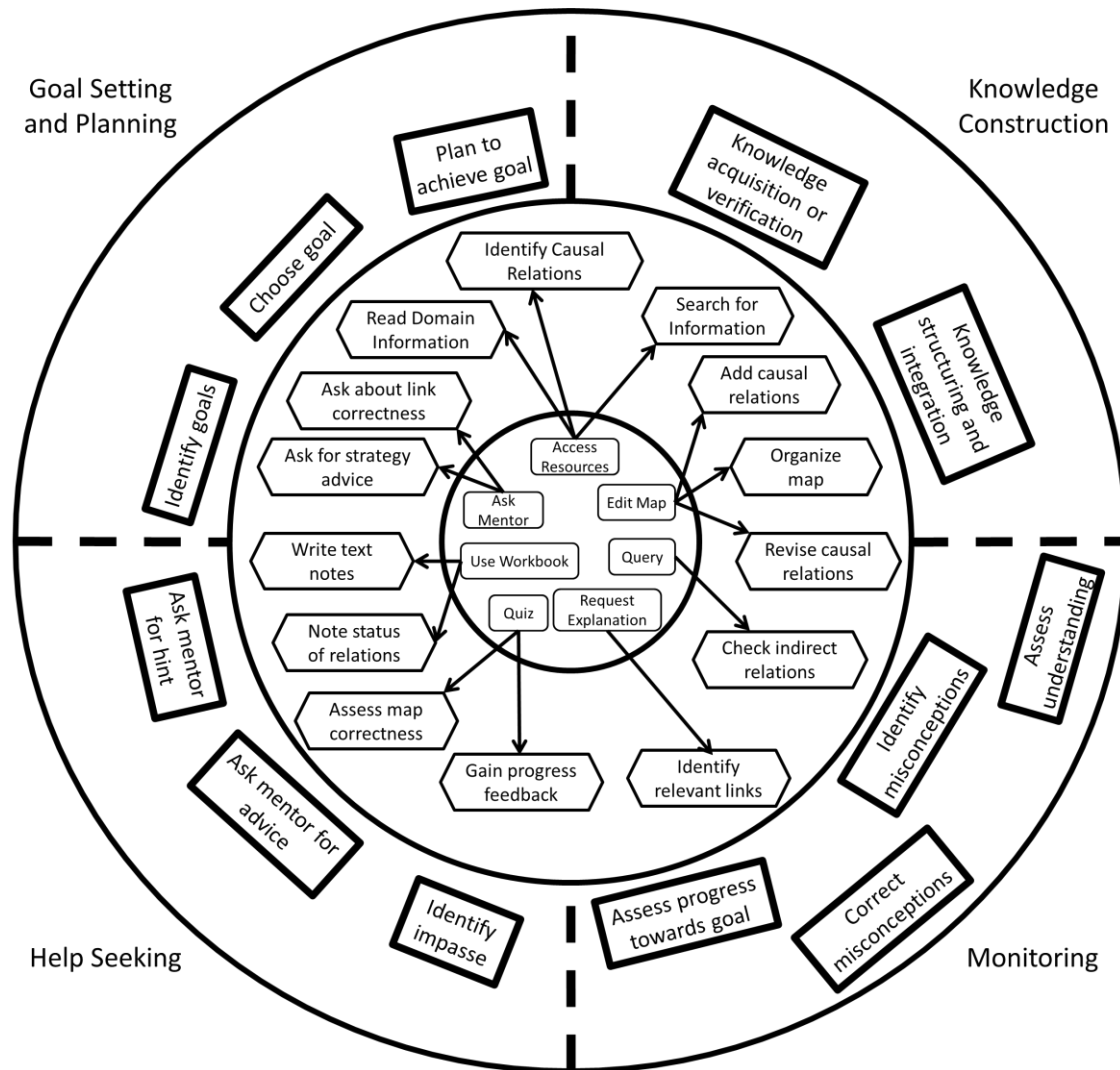 Goal Setting
and Planning
Knowledge
Construction
Plan to
achieve goal
Knowledge
acquisition or
verification
Choose goal
Identify Causal
Relations
Search for
Information
Read Domain
Information
Knowledge
structuring and
integration
Add causal
relations
Ask about link
correctness
Identify goals
Access
Resources
Ask for strategy
advice
Organize
map
Ask
Mentor
Edit Map
Write text
notes
Use Workbook
Query
Revise causal
relations
Assess
understanding
Ask mentor
for hint
Quiz
Request
Explanation
Note status
of relations
Check indirect
relations
Identify
misconceptions
Assess map
correctness
Gain progress
feedback
Identify
relevant links
Ask mentor for
advice
Identify
impasse
Assess progress
towards goal
Correct
misconceptions
Help Seeking
Monitoring